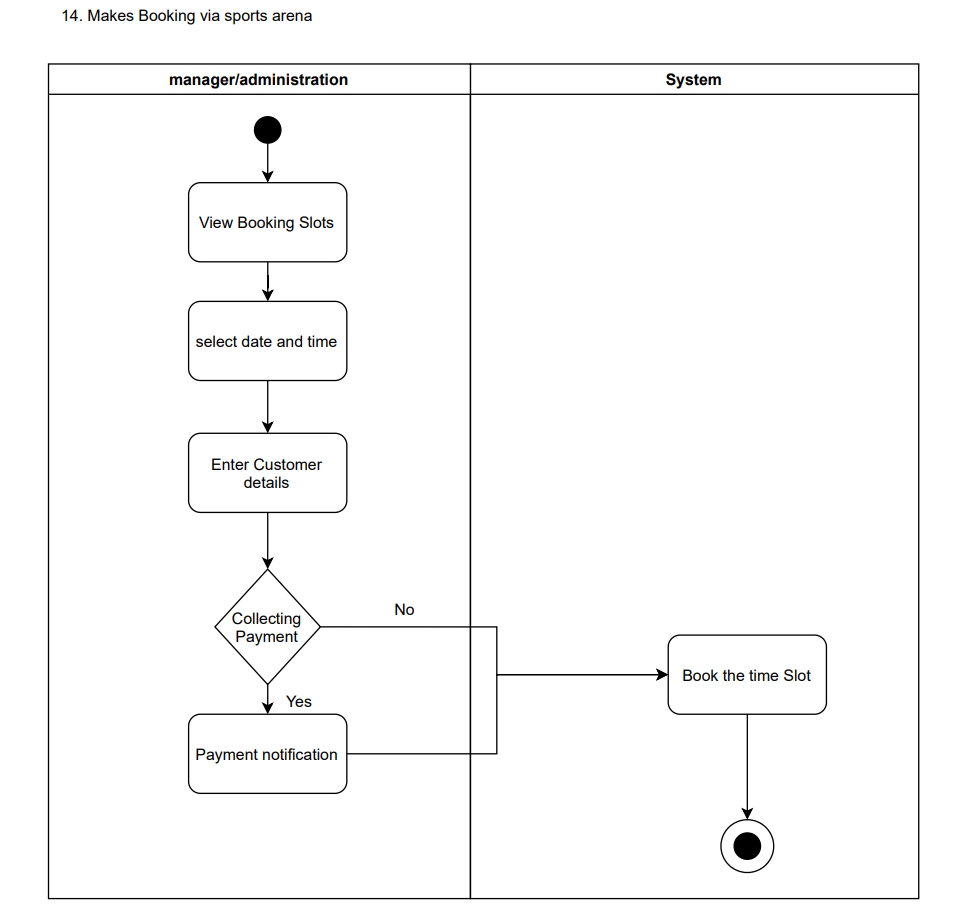 14. Makes Booking via sports arena
manager/administration
System
View Booking Slots
select date and time
Enter Customer
details
Collecting
Payment
No
Yes
Book the time Slot
Payment notification